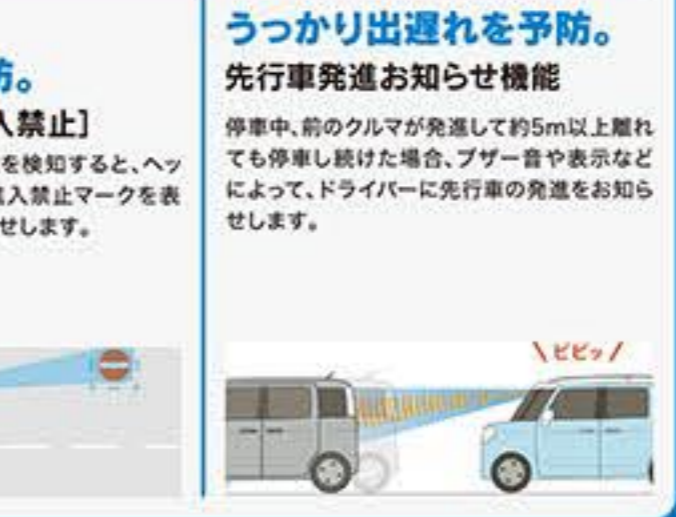 防。
入禁止]
を検知すると、ヘッ
進入禁止マークを表
せします。
うっかり出遅れを予防。
先行車発進お知らせ機能
停車中、前のクルマが発進して約5m以上離れ
ても停車し続けた場合、ブザー音や表示など
によって、ドライバーに先行車の発進をお知ら
せします。
ピピッ